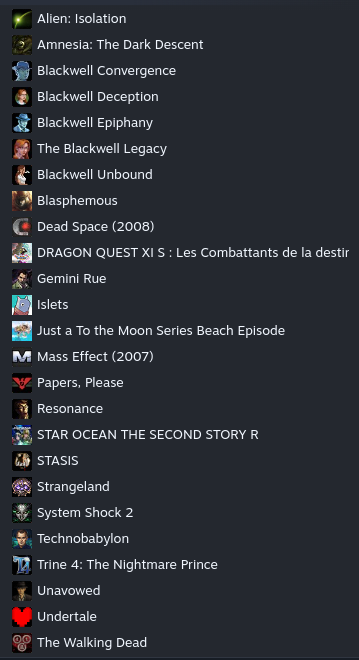 Alien: Isolation
Amnesia: The Dark Descent
Blackwell Convergence
Blackwell Deception
Blackwell Epiphany
The Blackwell Legacy
Blackwell Unbound
Blasphemous
Dead Space (2008)
DRAGON QUEST XI S : Les Combattants de la destin
Gemini Rue
Islets
Just a To the Moon Series Beach Episode
Mass Effect (2007)
Papers, Please
Resonance
STAR OCEAN THE SECOND STORY R
STASIS
Strangeland
System Shock 2
Technobabylon
Trine 4: The Nightmare Prince
Unavowed
Undertale
The Walking Dead